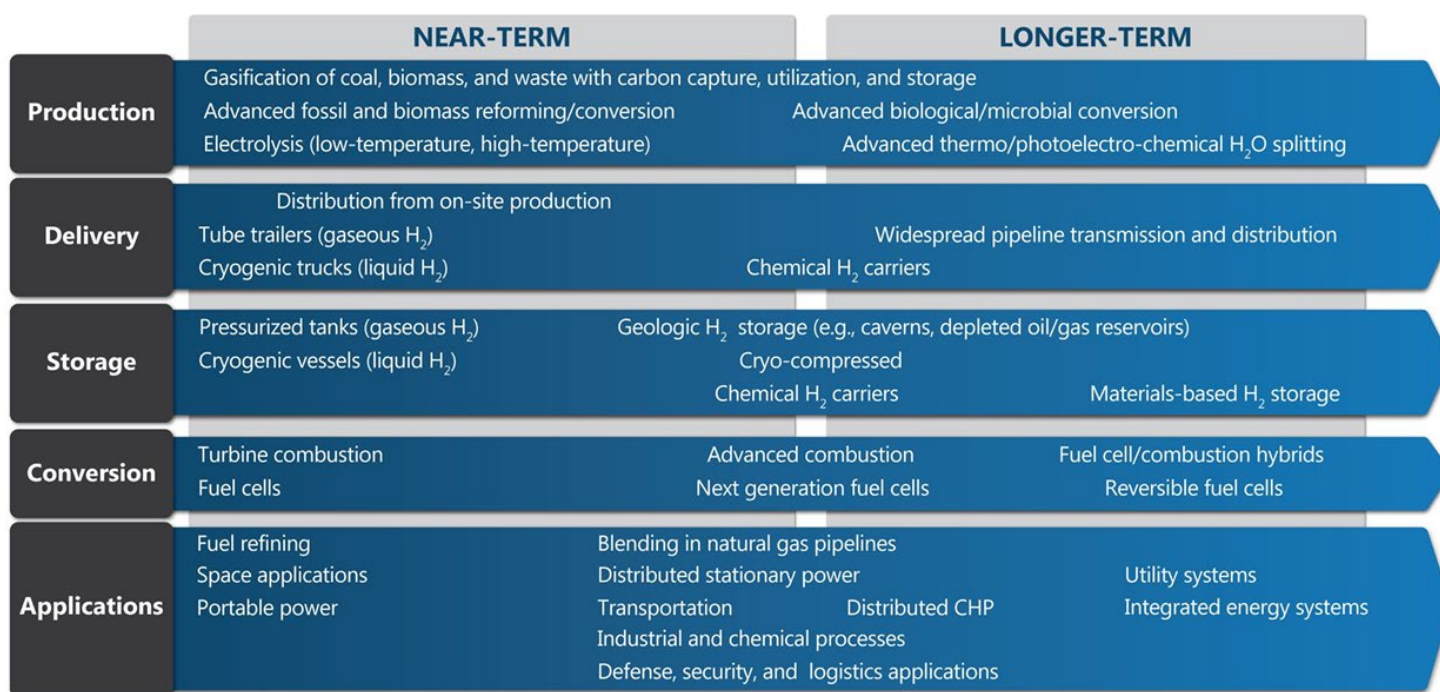 NEAR-TERM LONGER-TERM
Production
Gasification of coal, biomass, and waste with carbon capture, utilization, and storage
Advanced fossil and biomass reforming/conversion Advanced biological/microbial conversion
Electrolysis (low-temperature, high-temperature) Advanced thermo/photoelectro-chemical H₂O splitting
Delivery
Distribution from on-site production
Tube trailers (gaseous H₂) Widespread pipeline transmission and distribution
Cryogenic trucks (liquid H₂) Chemical H₂ carriers
Storage
Pressurized tanks (gaseous H₂) Geologic H₂ storage (e.g., caverns, depleted oil/gas reservoirs)
Cryogenic vessels (liquid H₂) Cryo-compressed
Chemical H₂ carriers Materials-based H₂ storage
Conversion
Turbine combustion Advanced combustion Fuel cell/combustion hybrids
Fuel cells Next generation fuel cells Reversible fuel cells
Applications
Fuel refining Blending in natural gas pipelines
Space applications Distributed stationary power Utility systems
Portable power Transportation Distributed CHP Integrated energy systems
Industrial and chemical processes
Defense, security, and logistics applications